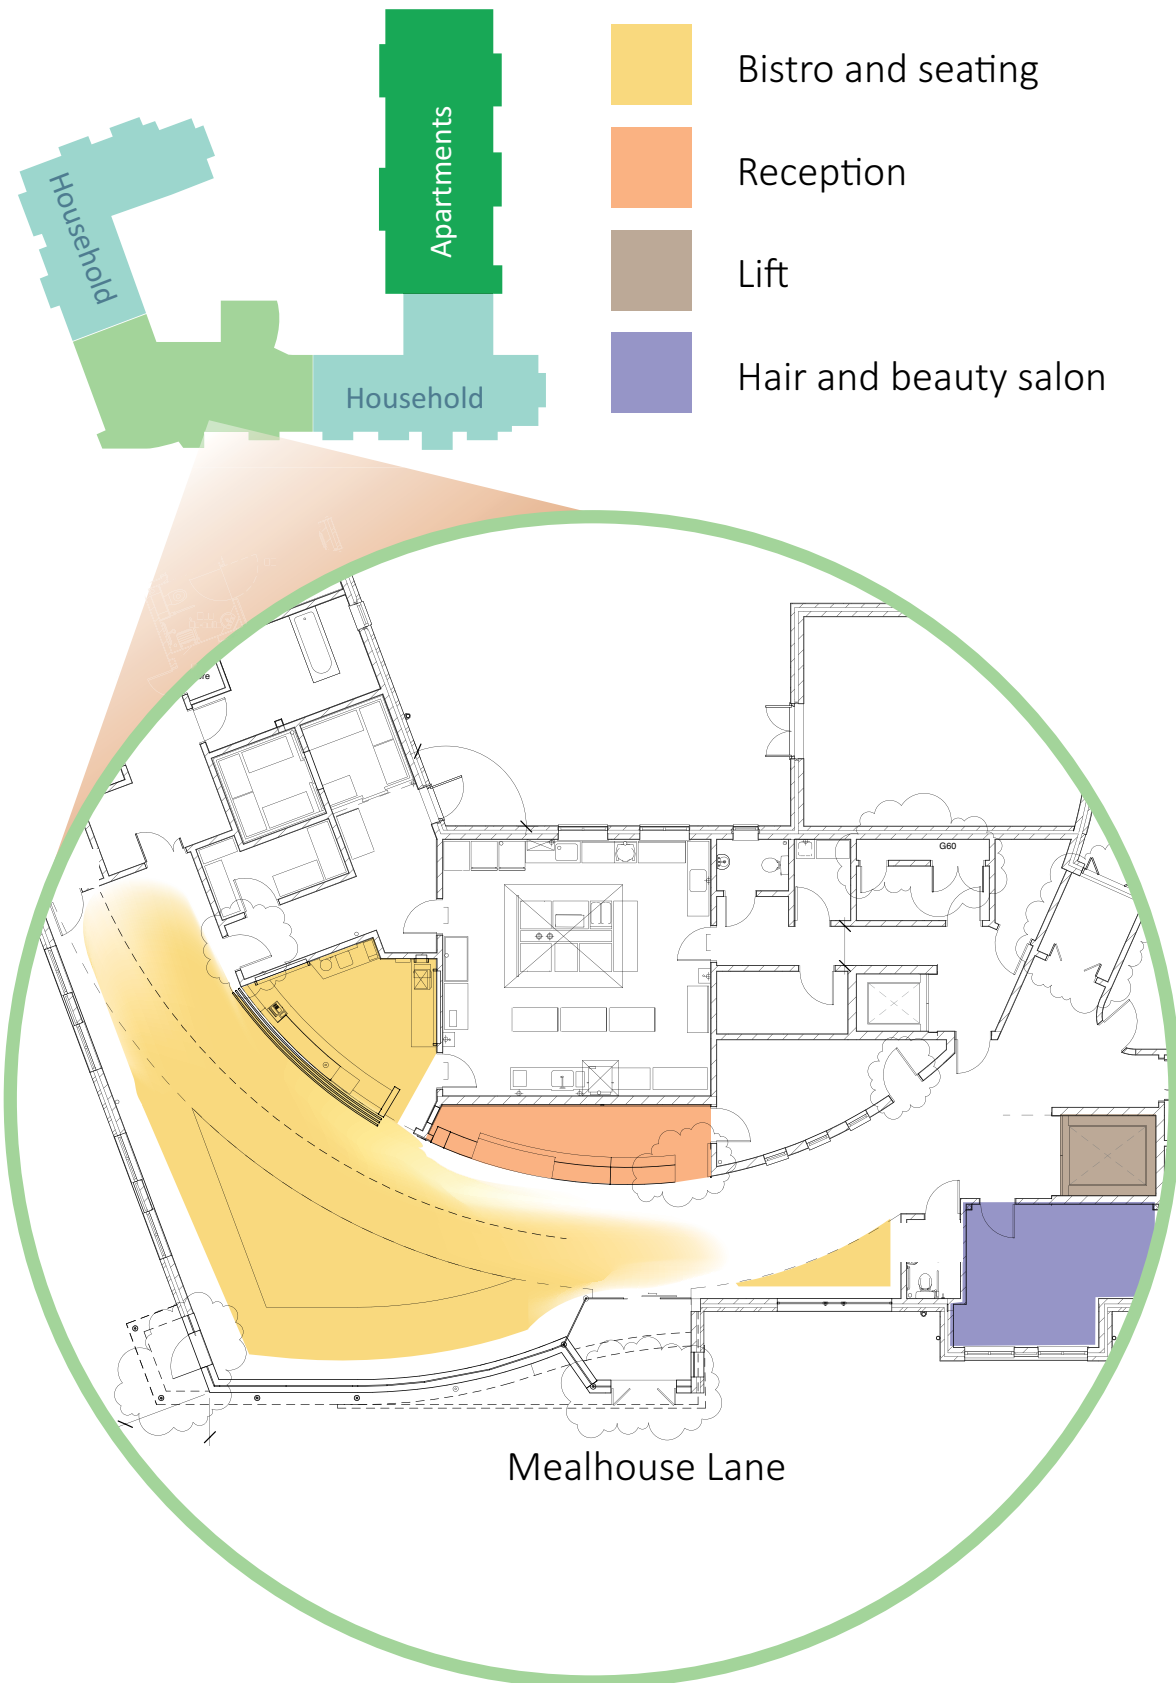 Bistro and seating
Reception
Lift
Hair and beauty salon
Apartments
Household
Household
G60
Mealhouse Lane